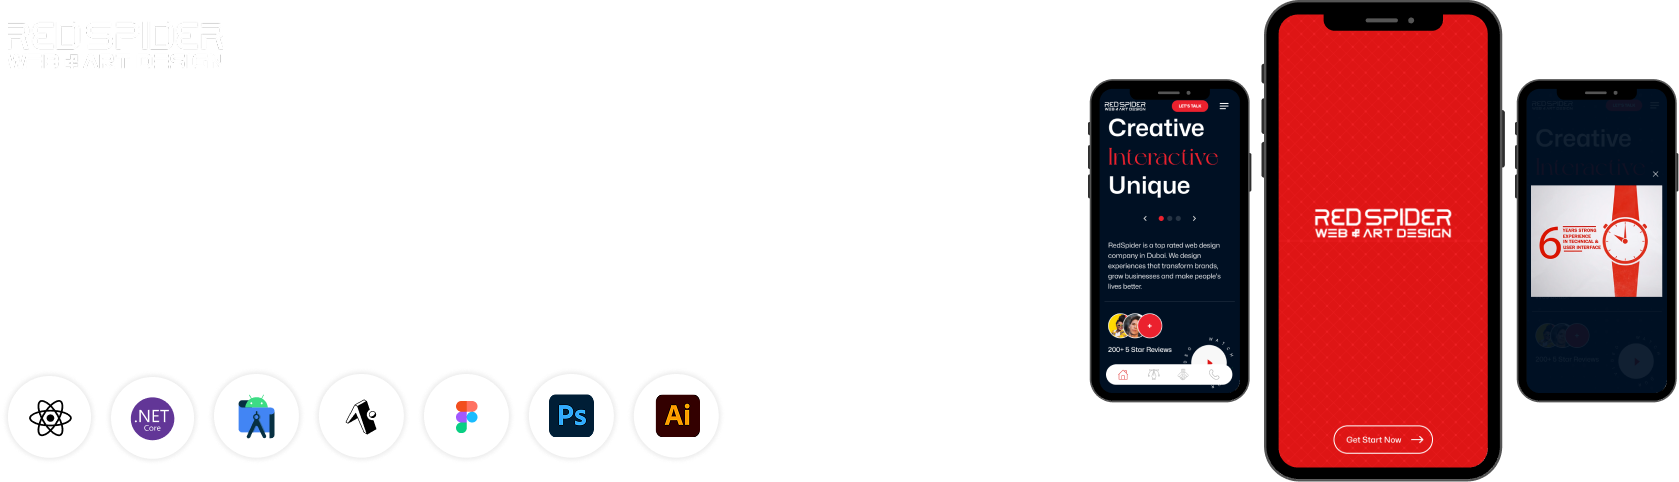 REDSPIDER
WEB & ART DESIGN
.NET
Core
Ps
Ai
REDSPIDER
WEB & ART DESIGN
LET'S TALK
Creative
Interactive
Unique
RedSpider is a top rated web design
company in Dubai. We design
experiences that transform brands,
grow businesses and make people's
lives better.
200+ 5 Star Reviews
REDSPIDER
WEB & ART DESIGN
Get Start Now
Creative
Interactive
6
YEARS STRONG
EXPERIENCE
IN TECHNICAL &
USER INTERFACE
200+ 5 Star Reviews